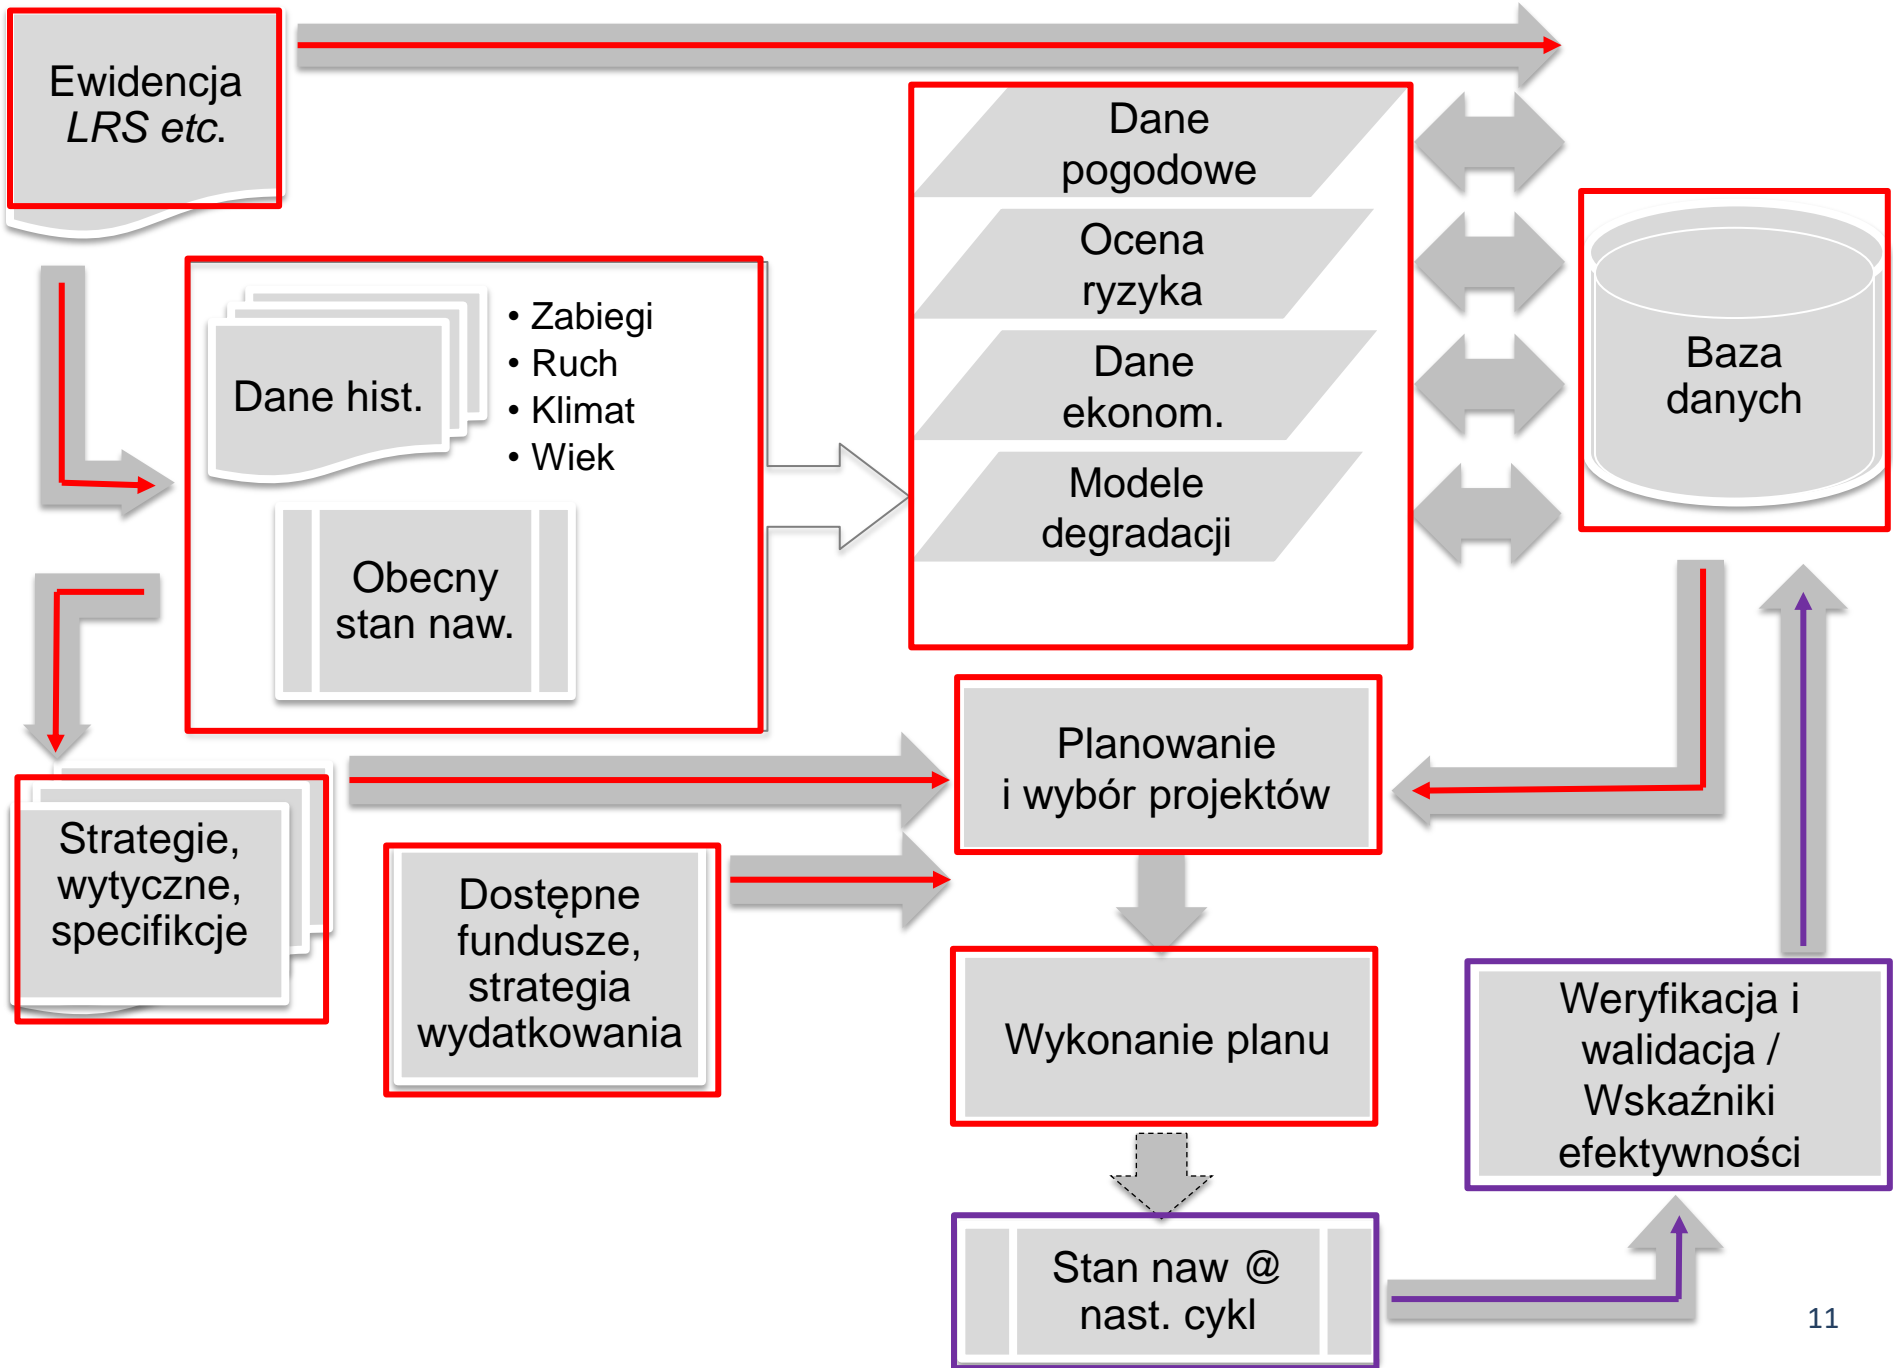 Ewidencja
LRS etc.
Dane
pogodowe
Ocena
ryzyka
Dane
ekonom.
Modele
degradacji
Baza
danych
Dane hist.
• Zabiegi
• Ruch
• Klimat
• Wiek
Obecny
stan naw.
Planowanie
i wybór projektów
Strategie,
wytyczne,
specifikcje
Dostępne
fundusze,
strategia
wydatkowania
Wykonanie planu
Weryfikacja i
walidacja /
Wskaźniki
efektywności
Stan naw @
nast. cykl
11